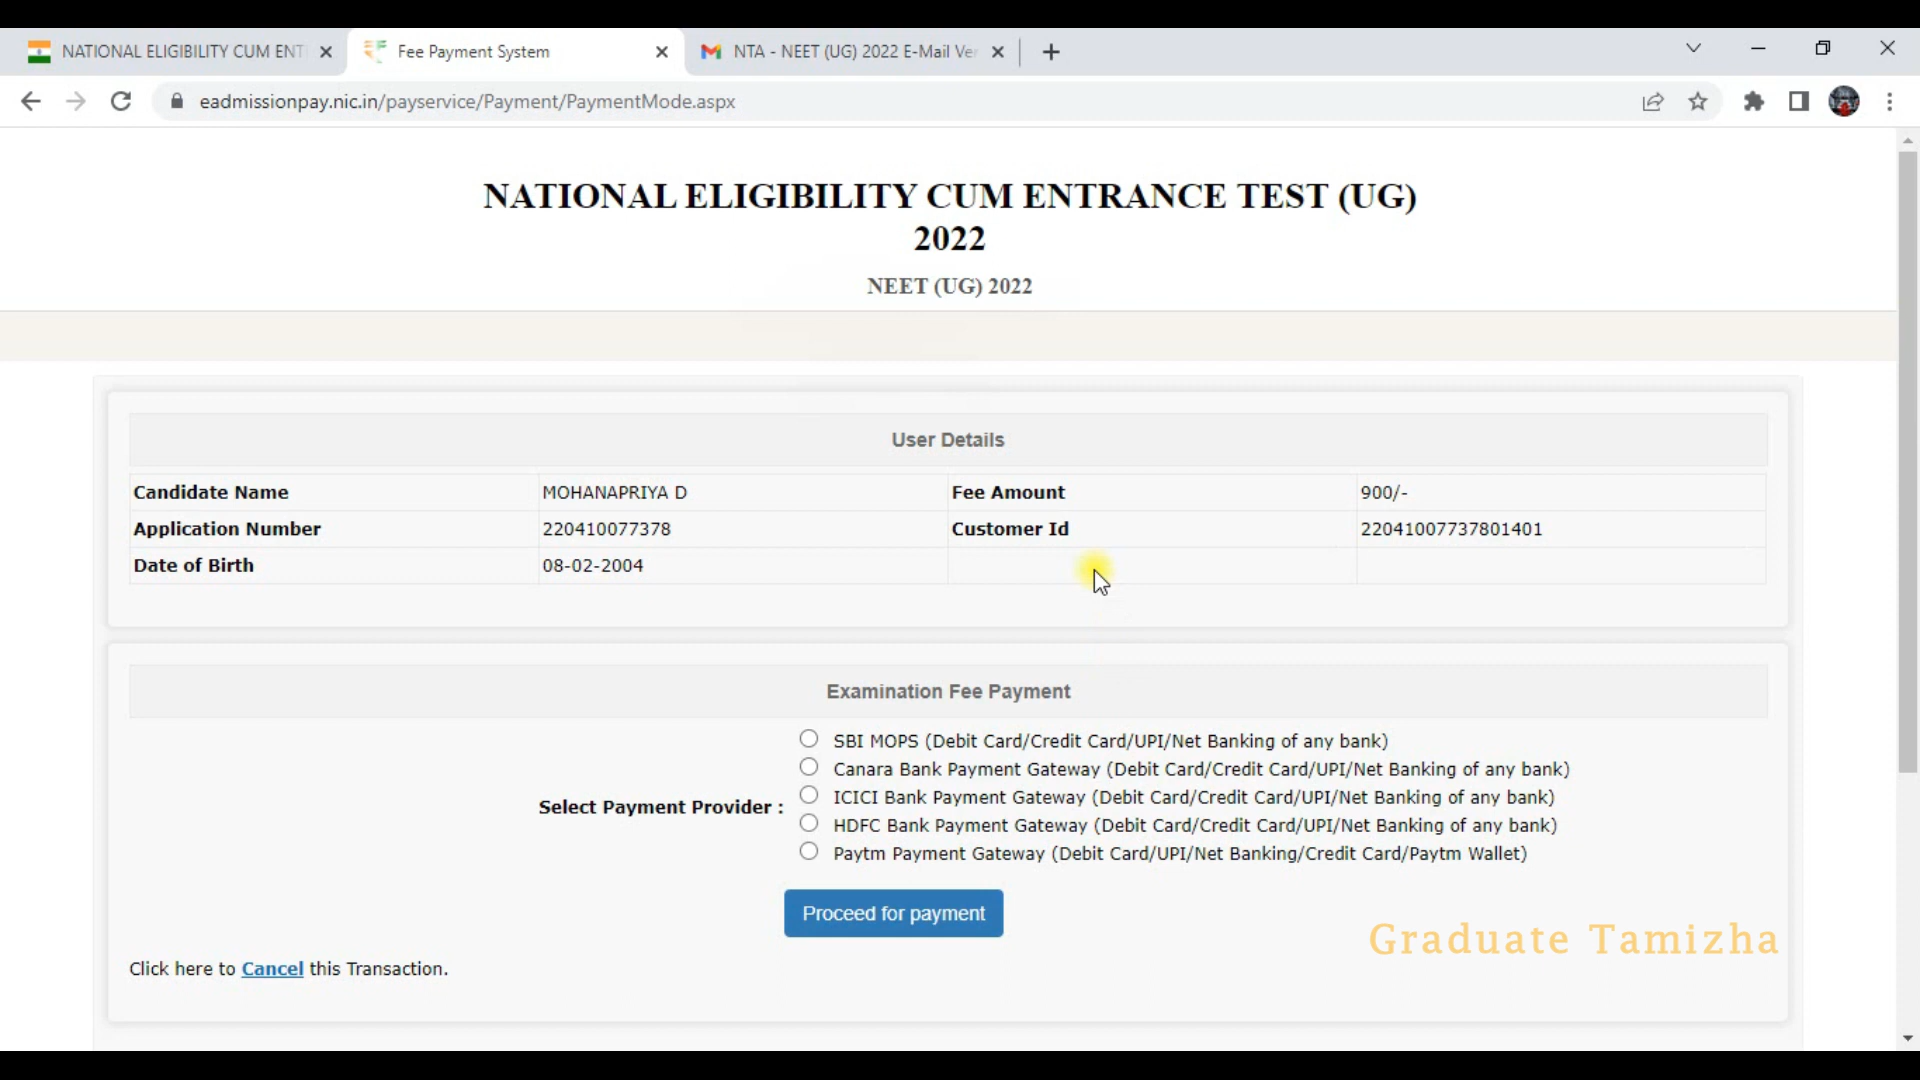 NATIONAL ELIGIBILITY CUM ENT
Fee Payment System
NTA - NEET (UG) 2022 E-Mail Ve
eadmissionpay.nic.in/payservice/Payment/PaymentMode.aspx
NATIONAL ELIGIBILITY CUM ENTRANCE TEST (UG)
2022
NEET (UG) 2022
User Details
Candidate Name MOHANAPRIYA D Fee Amount 900/-
Application Number 220410077378 Customer Id 22041007737801401
Date of Birth 08-02-2004
Examination Fee Payment
Select Payment Provider :
SBI MOPS (Debit Card/Credit Card/UPI/Net Banking of any bank)
Canara Bank Payment Gateway (Debit Card/Credit Card/UPI/Net Banking of any bank)
ICICI Bank Payment Gateway (Debit Card/Credit Card/UPI/Net Banking of any bank)
HDFC Bank Payment Gateway (Debit Card/Credit Card/UPI/Net Banking of any bank)
Paytm Payment Gateway (Debit Card/UPI/Net Banking/Credit Card/Paytm Wallet)
Proceed for payment
Graduate Tamizha
Click here to Cancel this Transaction.